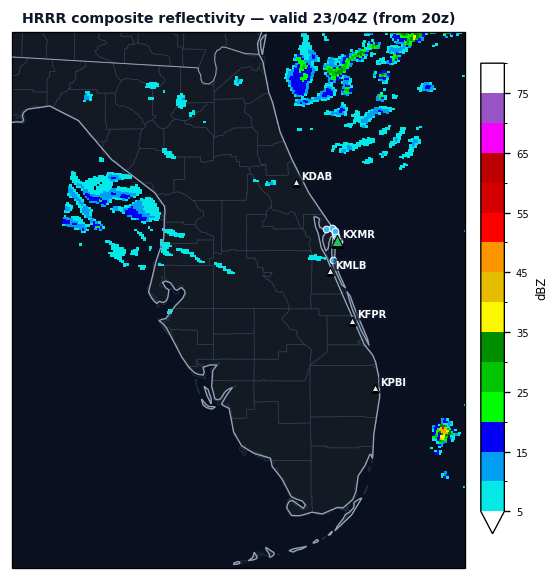 HRRR composite reflectivity — valid 23/04Z (from 20z)
KDAB
KXMR
KMLB
KFPR
KPBI
75
65
55
45
35
25
15
5
dBZ